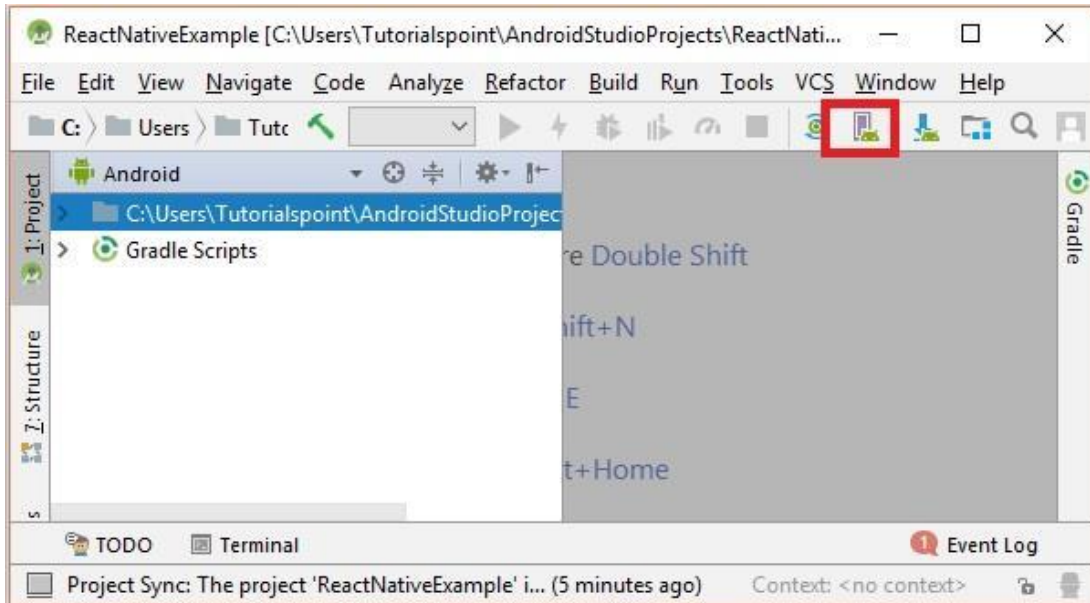 ReactNativeExample [C:\Users\Tutorialspoint\AndroidStudioProjects\ReactNati...
File Edit View Navigate Code Analyze Refactor Build Run Tools VCS Window Help
C: Users Tutc
1: Project
Android
C:\Users\Tutorialspoint\AndroidStudioProjec
Gradle Scripts
7: Structure
s
re Double Shift
ift+N
E
t+Home
Gradle
TODO Terminal
1 Event Log
Project Sync: The project 'ReactNativeExample' i... (5 minutes ago) Context: <no context>